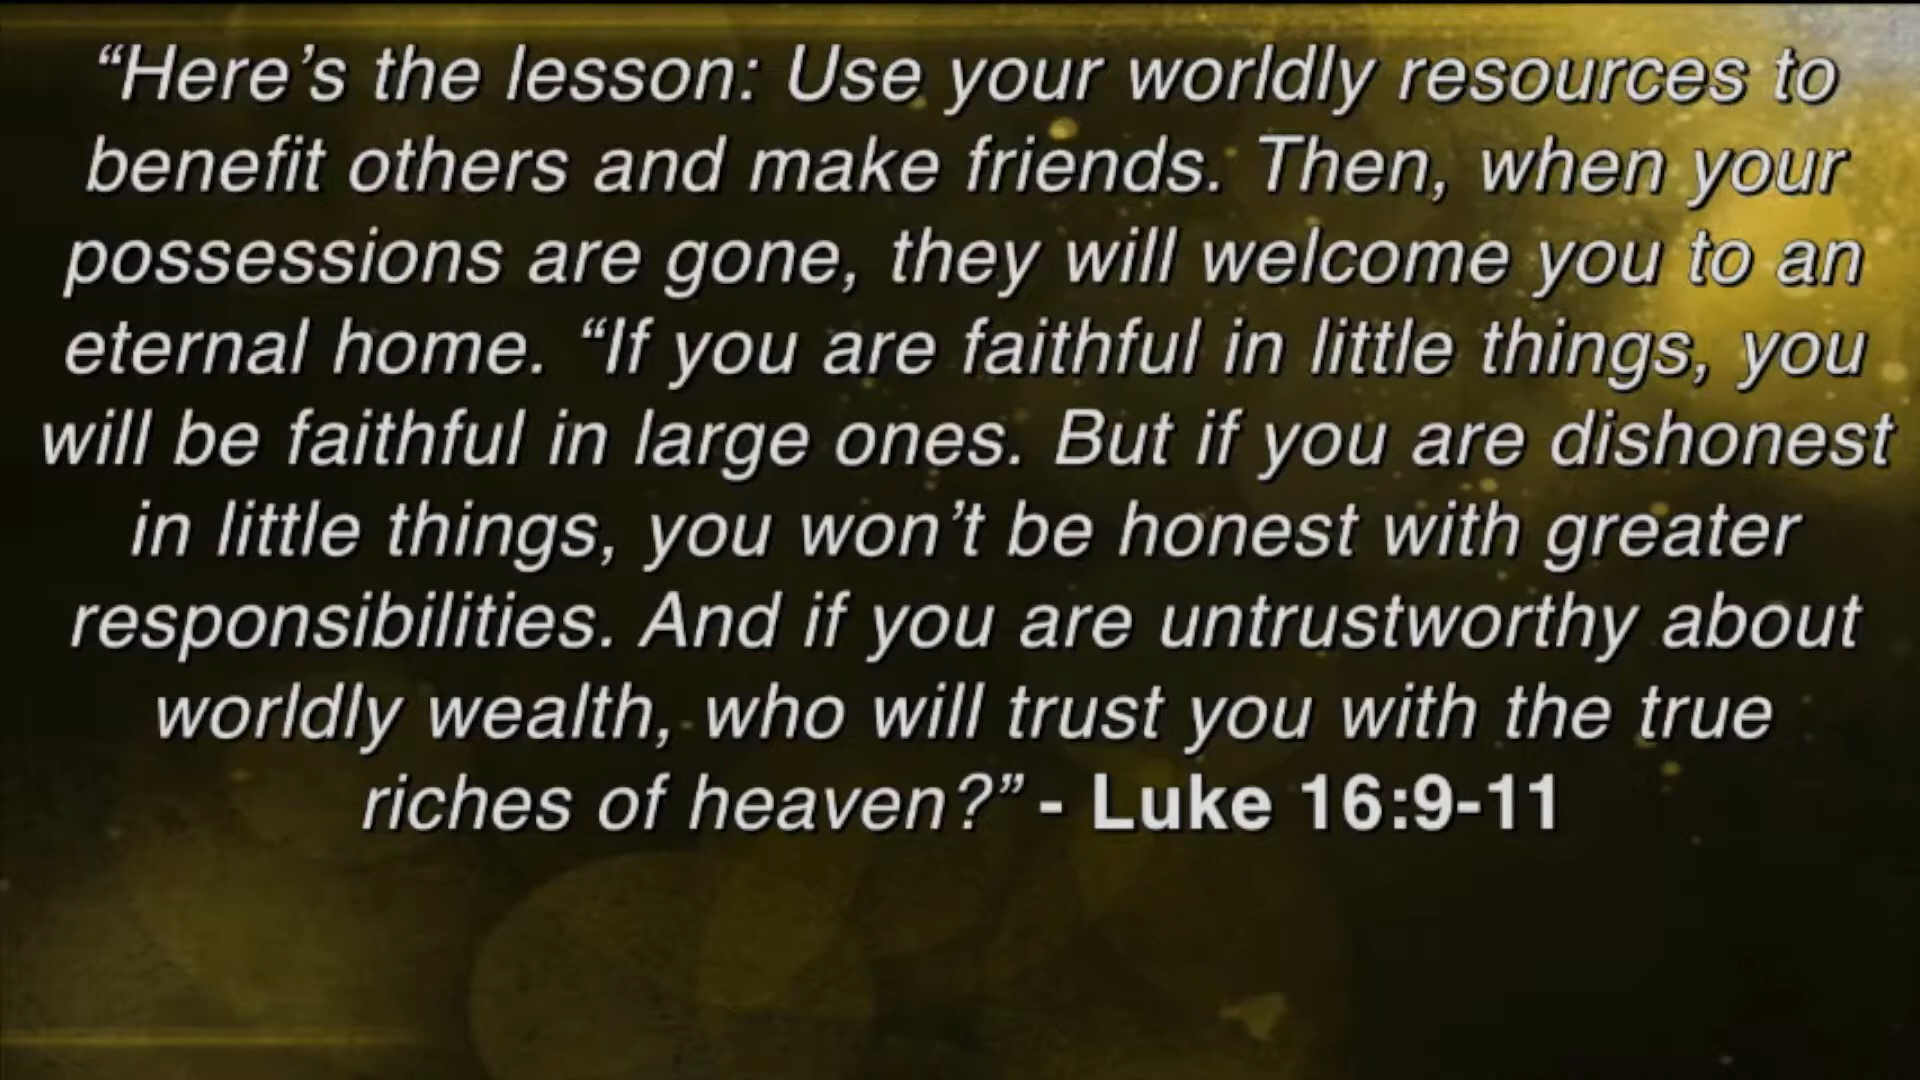 “Here’s the lesson: Use your worldly resources to
benefit others and make friends. Then, when your
possessions are gone, they will welcome you to an
eternal home. “If you are faithful in little things, you
will be faithful in large ones. But if you are dishonest
in little things, you won’t be honest with greater
responsibilities. And if you are untrustworthy about
worldly wealth, who will trust you with the true
riches of heaven?” - Luke 16:9-11